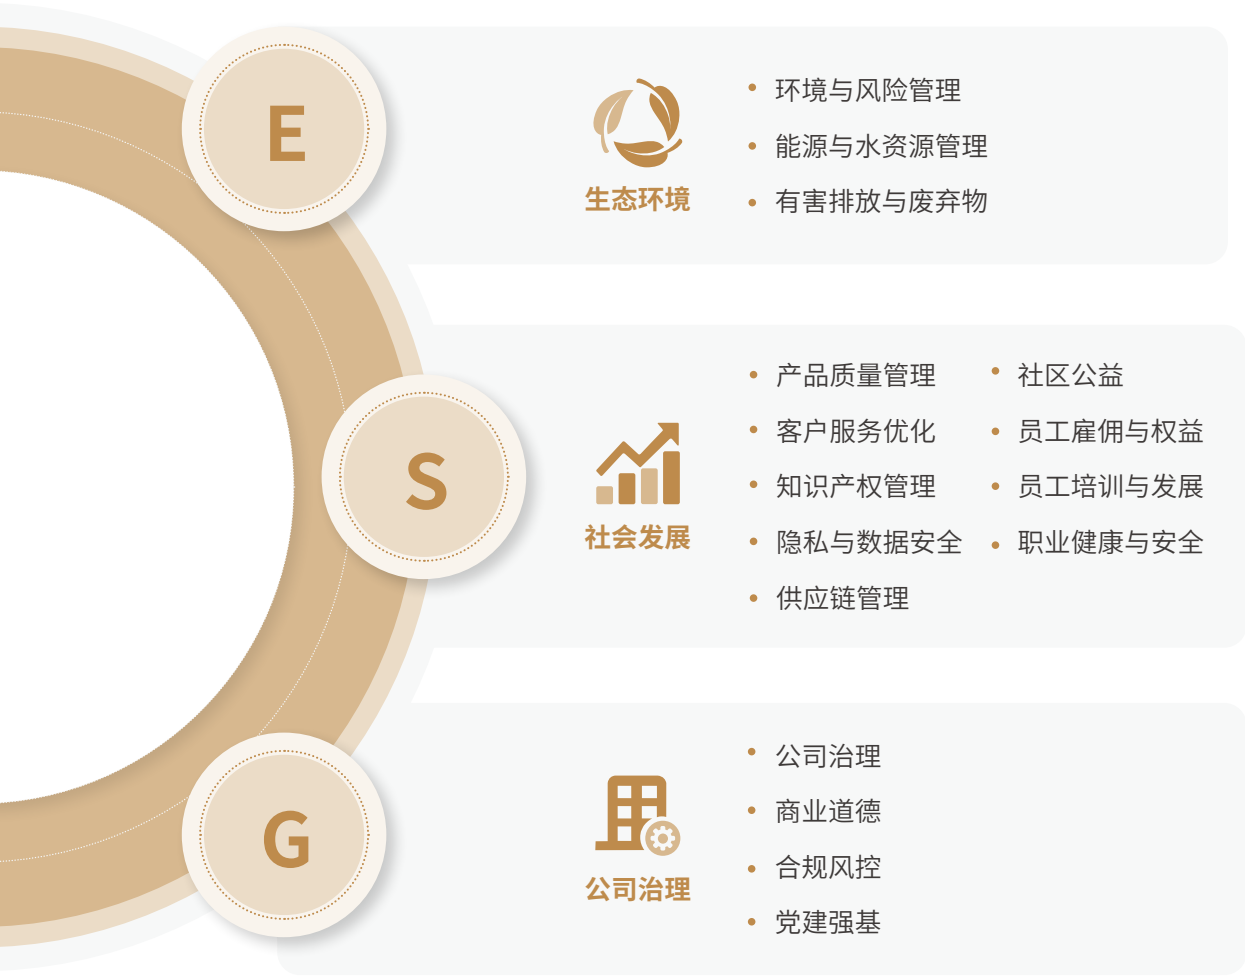 E
生态环境
环境与风险管理
能源与水资源管理
有害排放与废弃物
S
社会发展
产品质量管理
客户服务优化
知识产权管理
隐私与数据安全
供应链管理
社区公益
员工雇佣与权益
员工培训与发展
职业健康与安全
G
公司治理
公司治理
商业道德
合规风控
党建强基